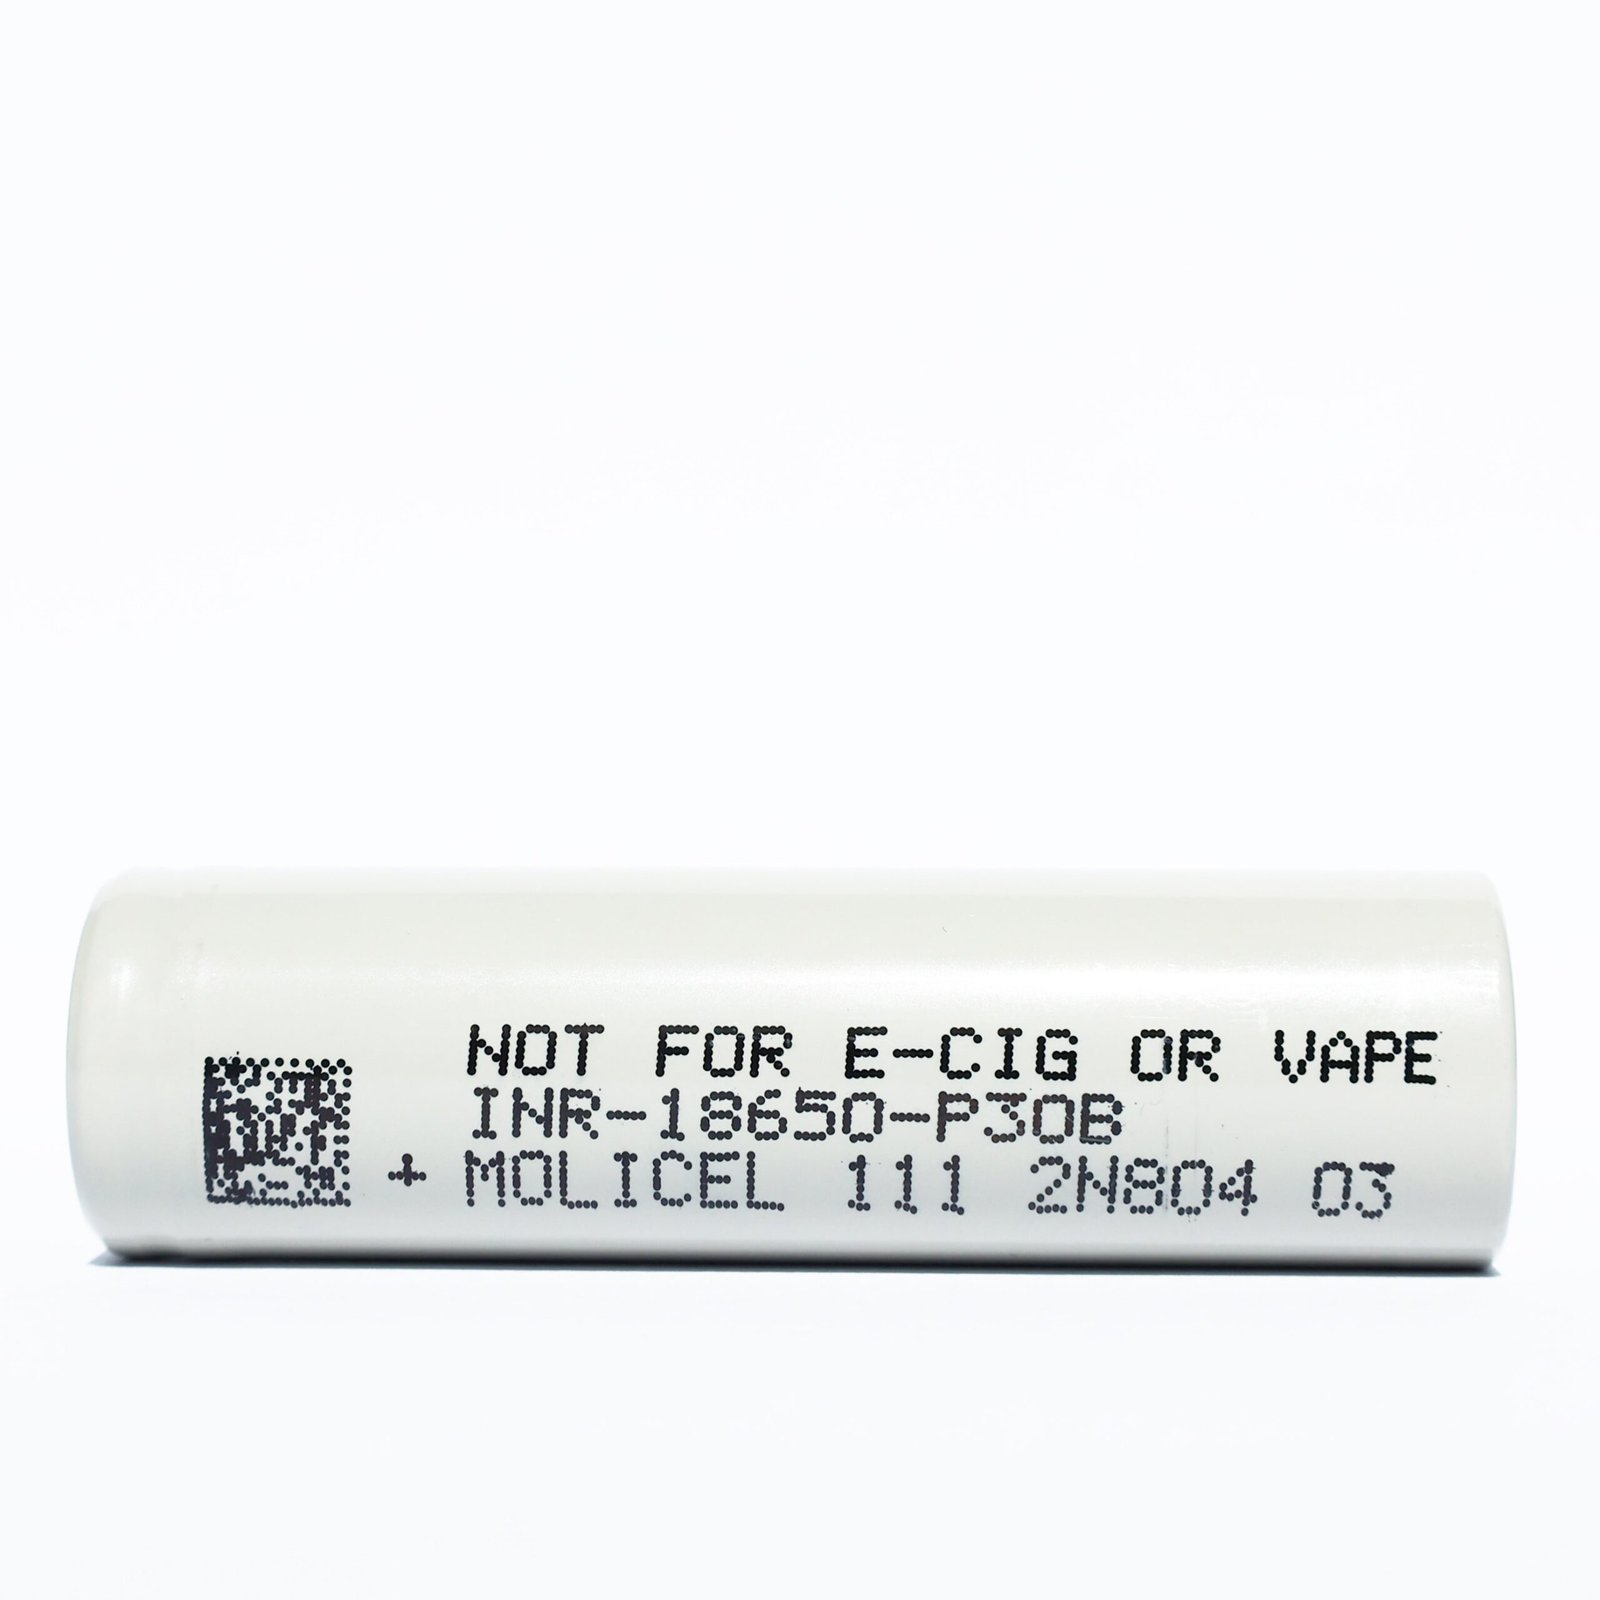 NOT FOR E-CIG OR VAPE
INR-18650-P30B
+ MOLICEL 111 2N804 03